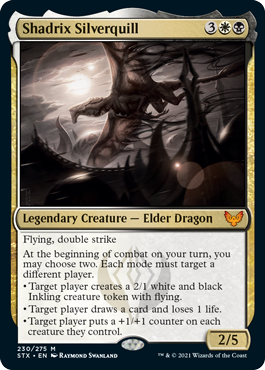 Shadrix Silverquill 3
Legendary Creature — Elder Dragon
Flying, double strike
At the beginning of combat on your turn, you
may choose two. Each mode must target a
different player.
•Target player creates a 2/1 white and black
Inkling creature token with flying.
•Target player draws a card and loses 1 life.
•Target player puts a +1/+1 counter on each
creature they control.
2/5
230/275 M
STX • EN RAYMOND SWANLAND
™ & © 2021 Wizards of the Coast